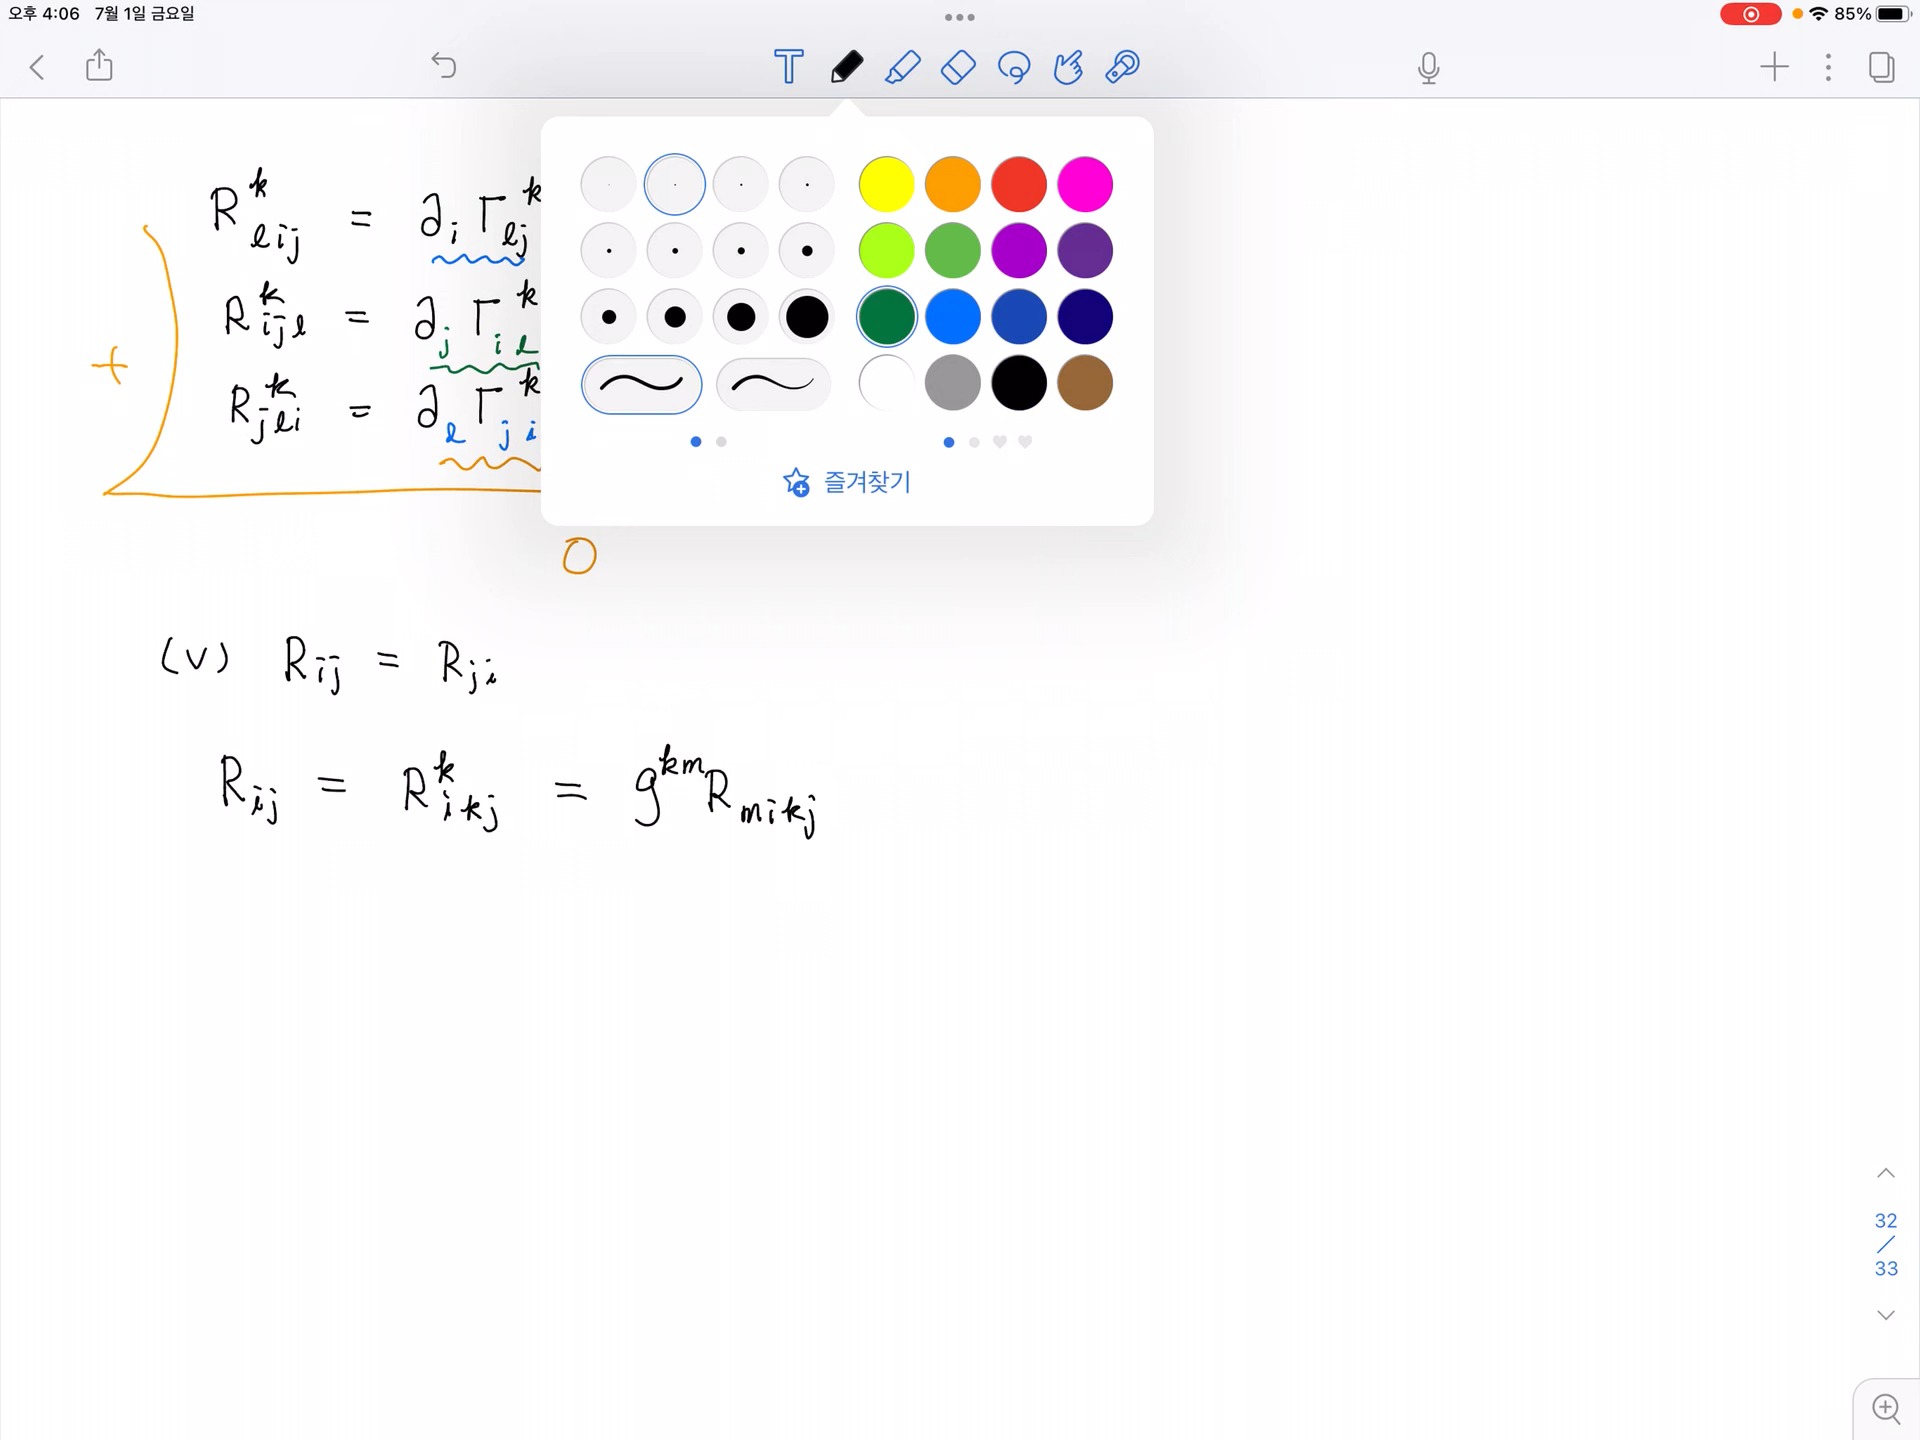 오후 4:06 7월 1일 금요일
85%
T
R^k_{lij} = ∂_i Γ^k_{lj}
R^k_{ijl} = ∂_j Γ^k_{il}
+
R^k_{jli} = ∂_l Γ^k_{ji}
즐겨찾기
0
(v) R_{ij} = R_{ji}
R_{ij} = R^k_{ikj} = g^{km} R_{mikj}
32
/
33